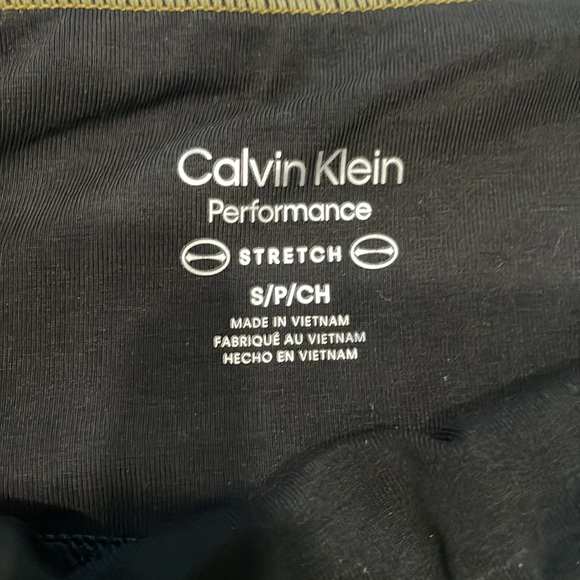 Calvin Klein
Performance
STRETCH
S/P/CH
MADE IN VIETNAM
FABRIQUÉ AU VIETNAM
HECHO EN VIETNAM